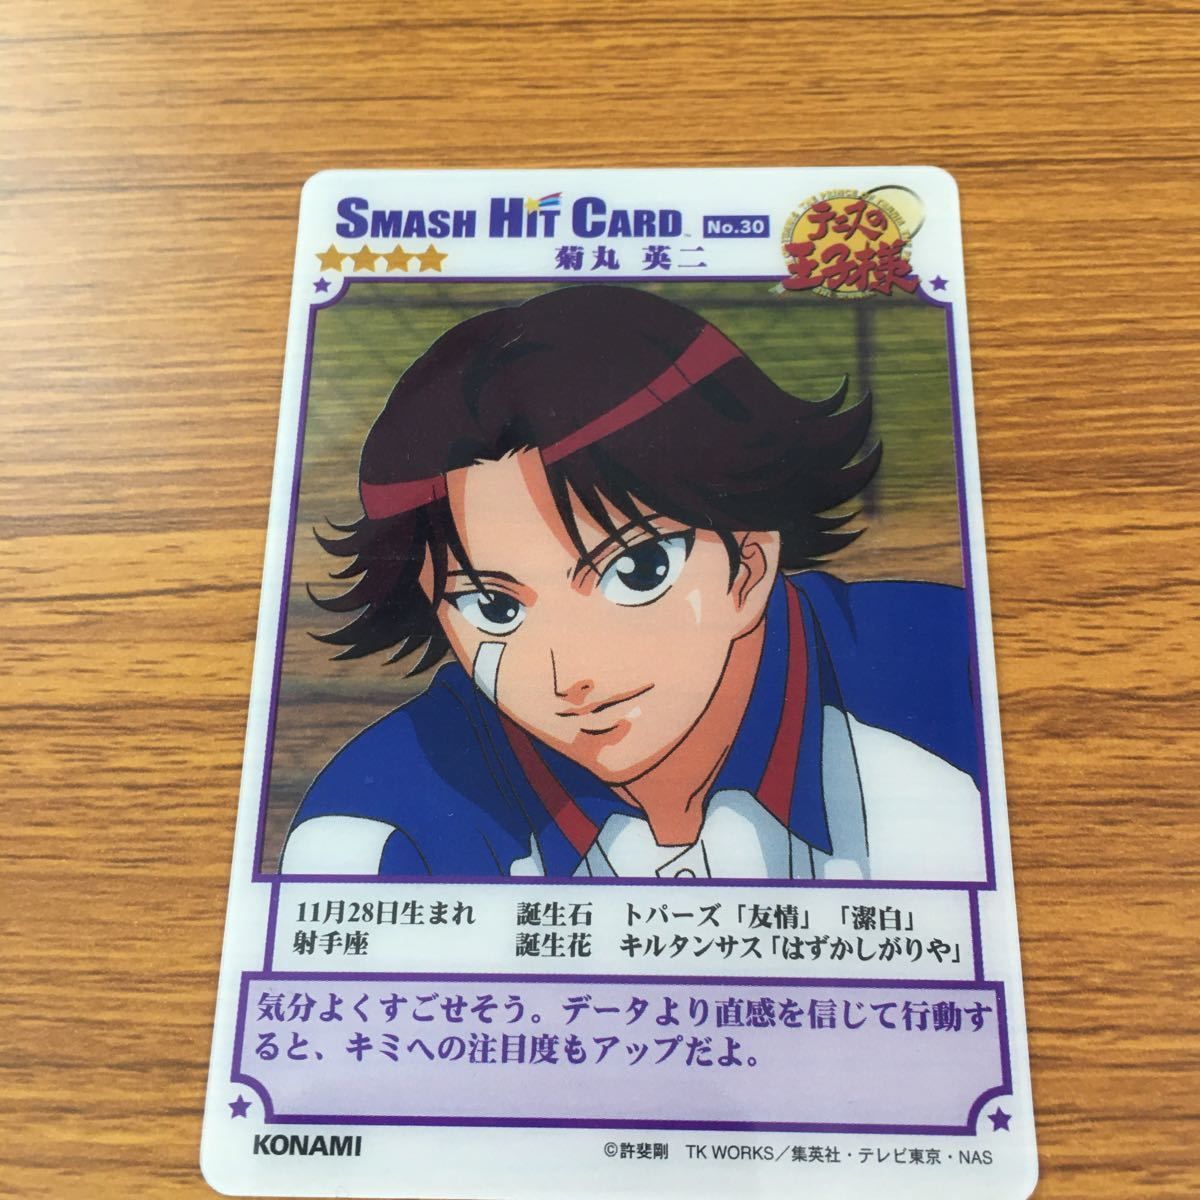 SMASH HIT CARD™ No.30
菊丸 英二
テニスの
王子様
11月28日生まれ 誕生石 トパーズ「友情」「潔白」
射手座 誕生花 キルタンサス「はずかしがりや」
気分よくすごせそう。データより直感を信じて行動す
ると、キミへの注目度もアップだよ。
KONAMI ©許斐剛 TK WORKS／集英社・テレビ東京・NAS